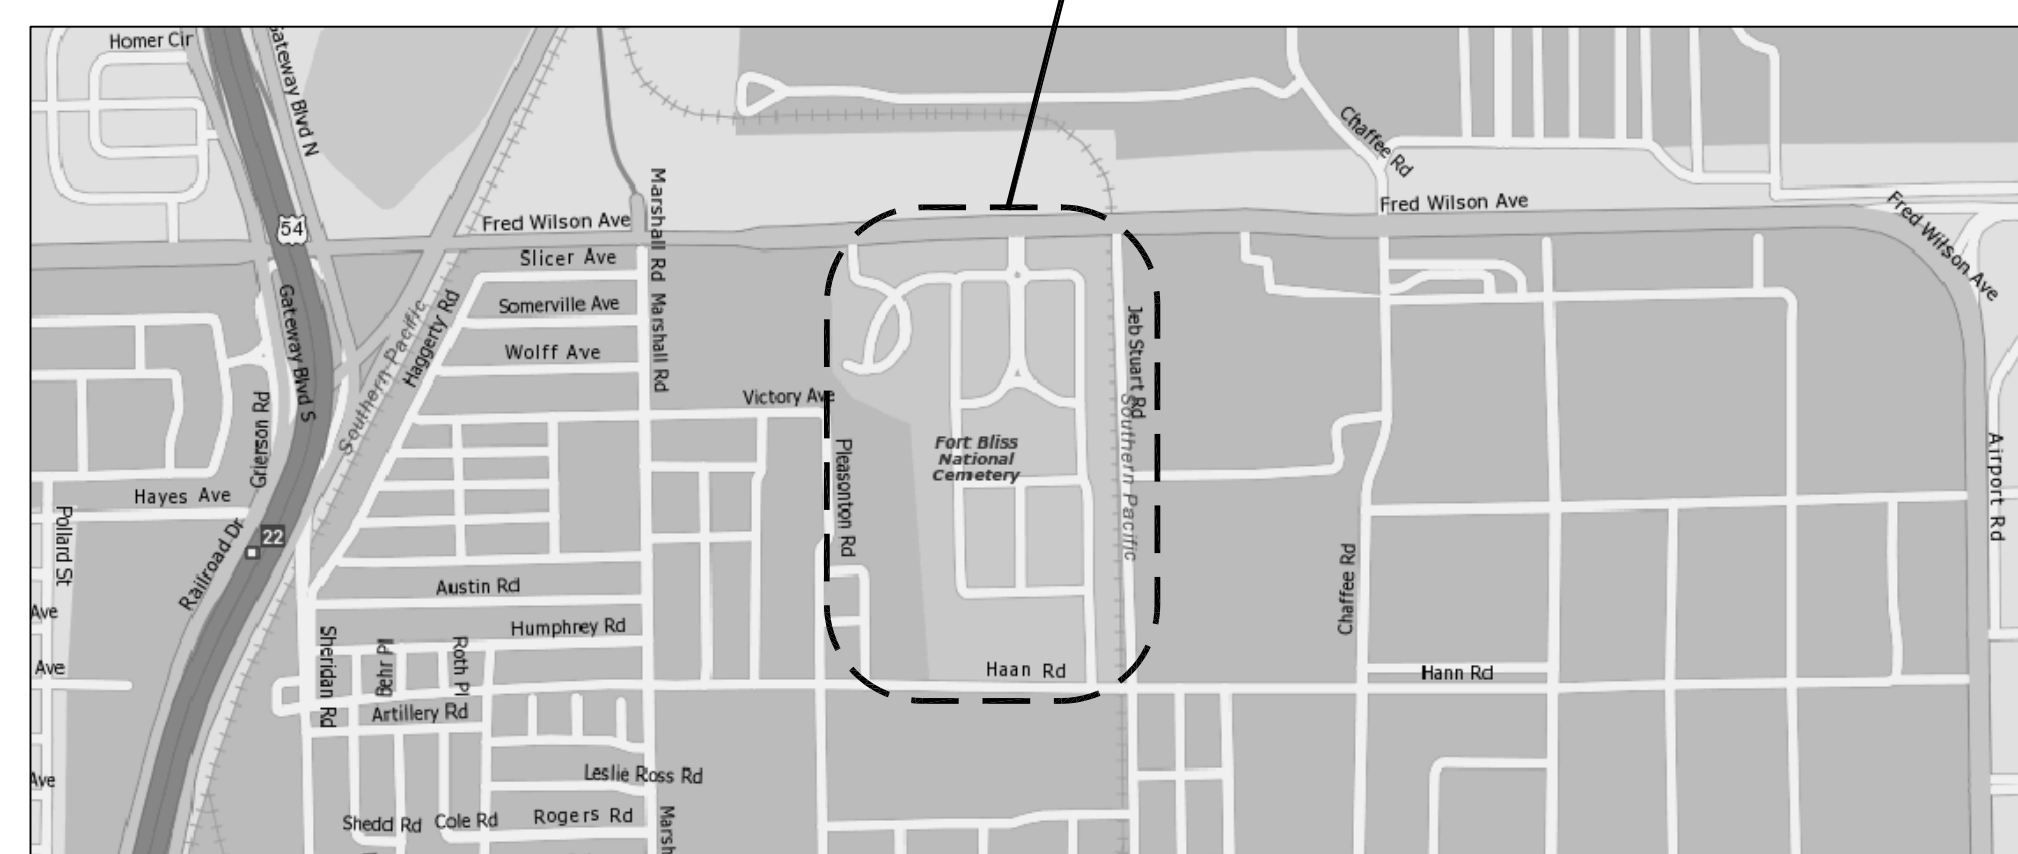 Homer Cir
Gateway Blvd N
Chaffee Rd
54
Fred Wilson Ave
Marshall Rd
Fred Wilson Ave
Fred Wilson Ave
Slicer Ave
Somerville Ave
Marshall Rd
Gateway Blvd S
Southern Pacific
Haggerty Rd
Wolff Ave
Jeb Stuart Rd
Victory Ave
Grierson Rd
Pleasonton Rd
Fort Bliss
National
Cemetery
Southern Pacific
Airport Rd
Hayes Ave
Pollard St
22
Railroad Dr
Austin Rd
Chaffee Rd
Ave
Humphrey Rd
Sheridan Rd
Behr Pl
Roth Pl
Ave
Haan Rd
Hann Rd
Artillery Rd
Ave
Leslie Ross Rd
Shedd Rd
Cole Rd
Rogers Rd
Marsh